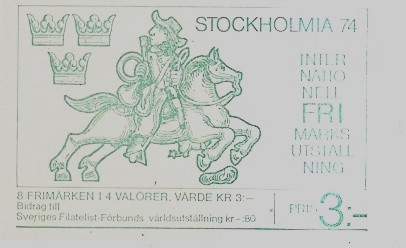 STOCKHOLMIA 74
INTER
NATIO
NELL
FRI
MÄRKS
UTSTÄLL
NING
8 FRIMÄRKEN I 4 VALÖRER, VÄRDE KR 3:–
Bidrag till
Sveriges Filatelist-Förbunds världsutställning kr –:80
PRIS 3:–